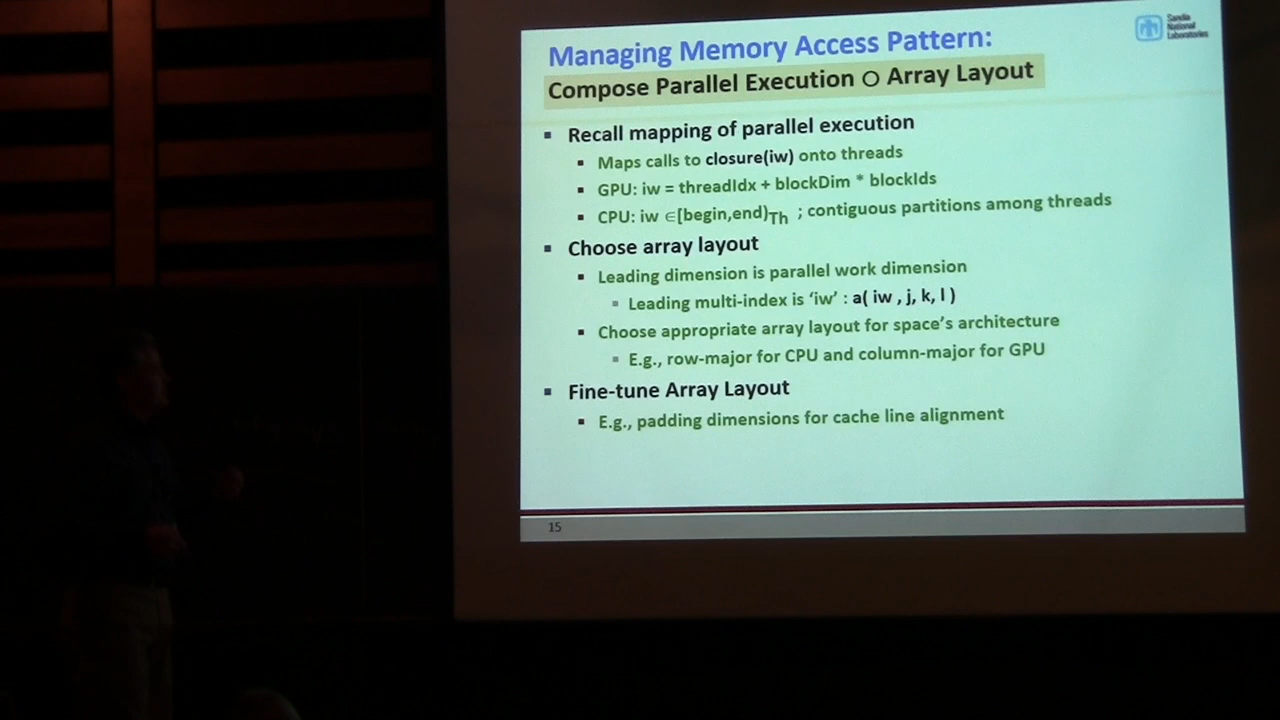 Managing Memory Access Pattern:
Compose Parallel Execution ○ Array Layout
Sandia
National
Laboratories
▪ Recall mapping of parallel execution
▪ Maps calls to closure(iw) onto threads
▪ GPU: iw = threadIdx + blockDim * blockIds
▪ CPU: iw ∈[begin,end)Th ; contiguous partitions among threads
▪ Choose array layout
▪ Leading dimension is parallel work dimension
▪ Leading multi-index is ‘iw’ : a( iw , j, k, l )
▪ Choose appropriate array layout for space’s architecture
▪ E.g., row-major for CPU and column-major for GPU
▪ Fine-tune Array Layout
▪ E.g., padding dimensions for cache line alignment
15